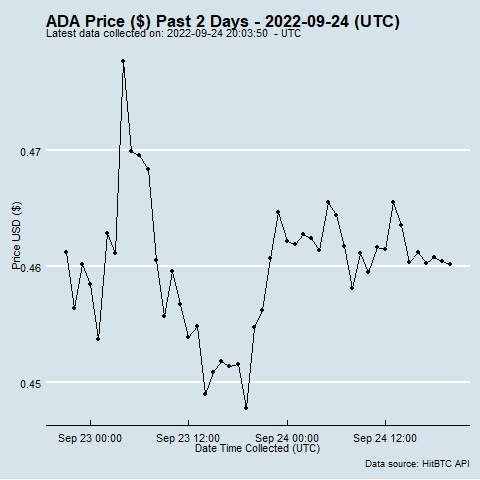 ADA Price ($) Past 2 Days - 2022-09-24 (UTC)
Latest data collected on: 2022-09-24 20:03:50  - UTC
0.47
0.46
0.45
Price USD ($)
Sep 23 00:00 Sep 23 12:00 Sep 24 00:00 Sep 24 12:00
Date Time Collected (UTC)
Data source: HitBTC API